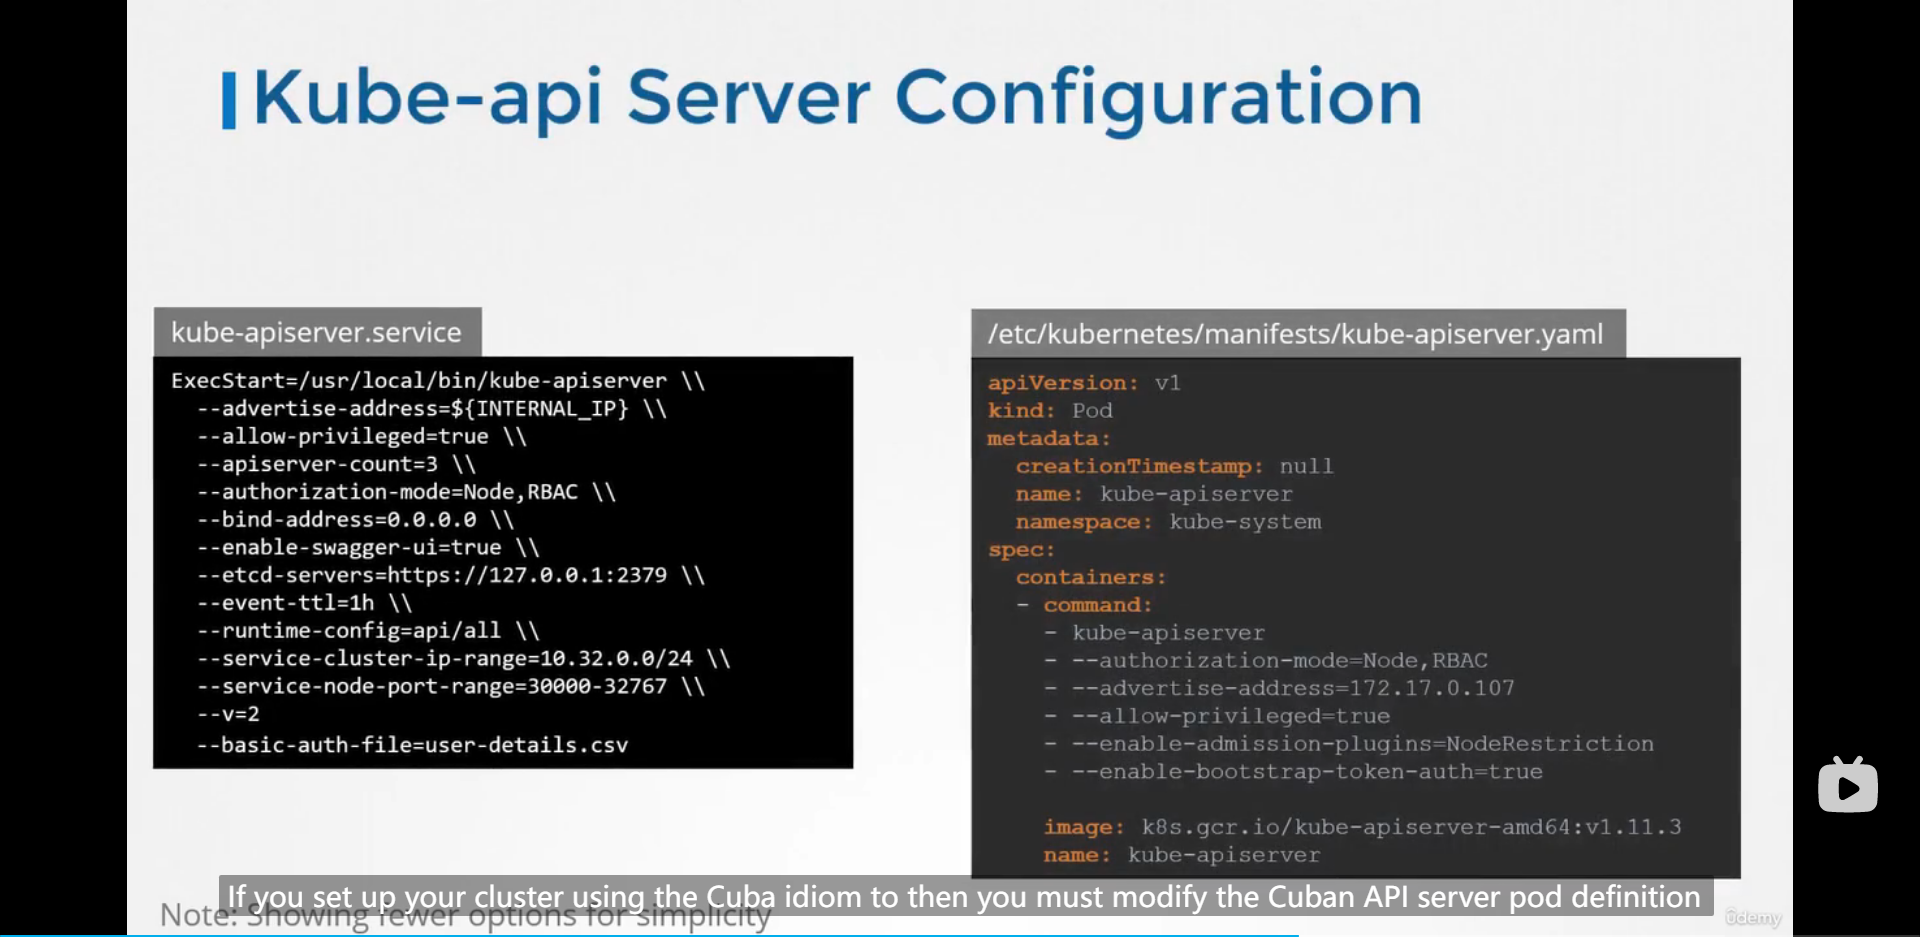 Kube-api Server Configuration
kube-apiserver.service
ExecStart=/usr/local/bin/kube-apiserver \\
--advertise-address=${INTERNAL_IP} \\
--allow-privileged=true \\
--apiserver-count=3 \\
--authorization-mode=Node,RBAC \\
--bind-address=0.0.0.0 \\
--enable-swagger-ui=true \\
--etcd-servers=https://127.0.0.1:2379 \\
--event-ttl=1h \\
--runtime-config=api/all \\
--service-cluster-ip-range=10.32.0.0/24 \\
--service-node-port-range=30000-32767 \\
--v=2
--basic-auth-file=user-details.csv
/etc/kubernetes/manifests/kube-apiserver.yaml
apiVersion: v1
kind: Pod
metadata:
creationTimestamp: null
name: kube-apiserver
namespace: kube-system
spec:
containers:
- command:
- kube-apiserver
- --authorization-mode=Node,RBAC
- --advertise-address=172.17.0.107
- --allow-privileged=true
- --enable-admission-plugins=NodeRestriction
- --enable-bootstrap-token-auth=true
image: k8s.gcr.io/kube-apiserver-amd64:v1.11.3
name: kube-apiserver
If you set up your cluster using the Cuba idiom to then you must modify the Cuban API server pod definition
Note: Showing fewer options for simplicity
ûdemy